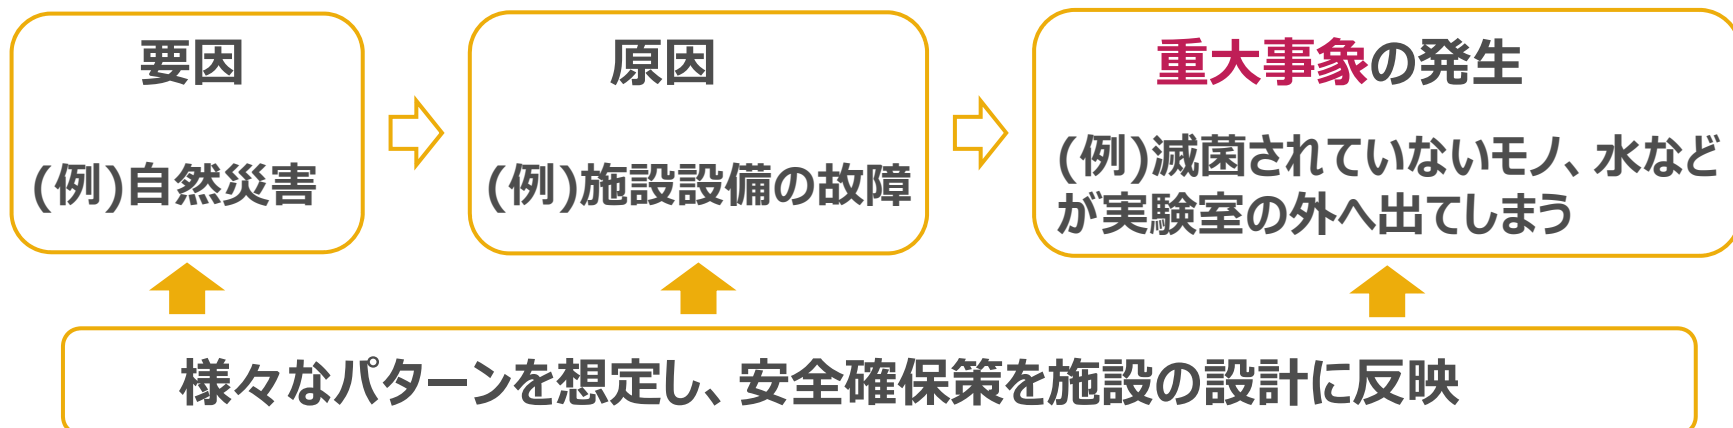 要因
(例)自然災害
原因
(例)施設設備の故障
重大事象の発生
(例)滅菌されていないモノ、水など
が実験室の外へ出てしまう
様々なパターンを想定し、安全確保策を施設の設計に反映